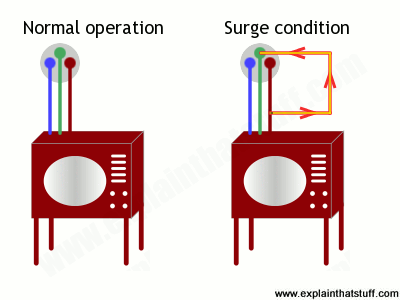 Normal operation
Surge condition
www.explainthatstuff.com